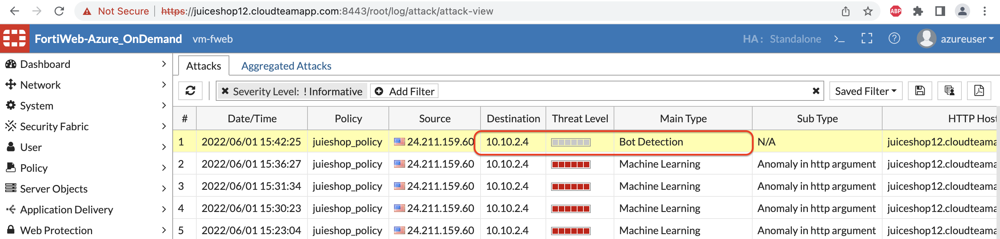 Not Secure https://juiceshop12.cloudteamapp.com:8443/root/log/attack/attack-view ABP
FortiWeb-Azure_OnDemand vm-fweb HA: Standalone >_ ? azureuser
Dashboard
Network
System
Security Fabric
User
Policy
Server Objects
Application Delivery
Web Protection
Attacks Aggregated Attacks
Severity Level: ! Informative Add Filter Saved Filter
# Date/Time Policy Source Destination Threat Level Main Type Sub Type HTTP Host
1 2022/06/01 15:42:25 juieshop_policy 24.211.159.60 10.10.2.4 Bot Detection N/A juiceshop12.cloudteama
2 2022/06/01 15:36:27 juieshop_policy 24.211.159.60 10.10.2.4 Machine Learning Anomaly in http argument juiceshop12.cloudteama
3 2022/06/01 15:31:34 juieshop_policy 24.211.159.60 10.10.2.4 Machine Learning Anomaly in http argument juiceshop12.cloudteama
4 2022/06/01 15:30:23 juieshop_policy 24.211.159.60 10.10.2.4 Machine Learning Anomaly in http argument juiceshop12.cloudteama
5 2022/06/01 15:23:04 juieshop_policy 24.211.159.60 10.10.2.4 Machine Learning Anomaly in http argument juiceshop12.cloudteama